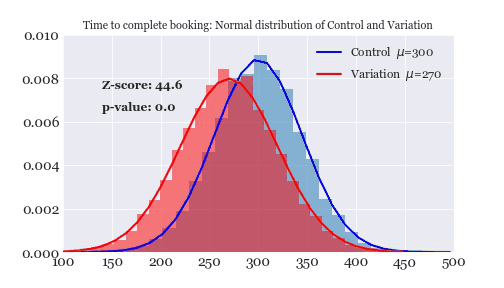 Time to complete booking: Normal distribution of Control and Variation
0.010
0.008
0.006
0.004
0.002
0.000
Z-score: 44.6
p-value: 0.0
Control μ=300
Variation μ=270
100 150 200 250 300 350 400 450 500